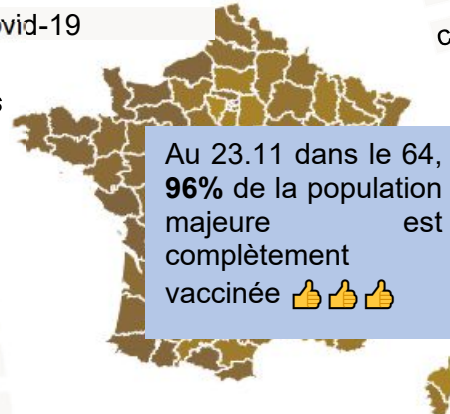 vid-19
Au 23.11 dans le 64,
96% de la population
majeure est
complètement
vaccinée 👍👍👍